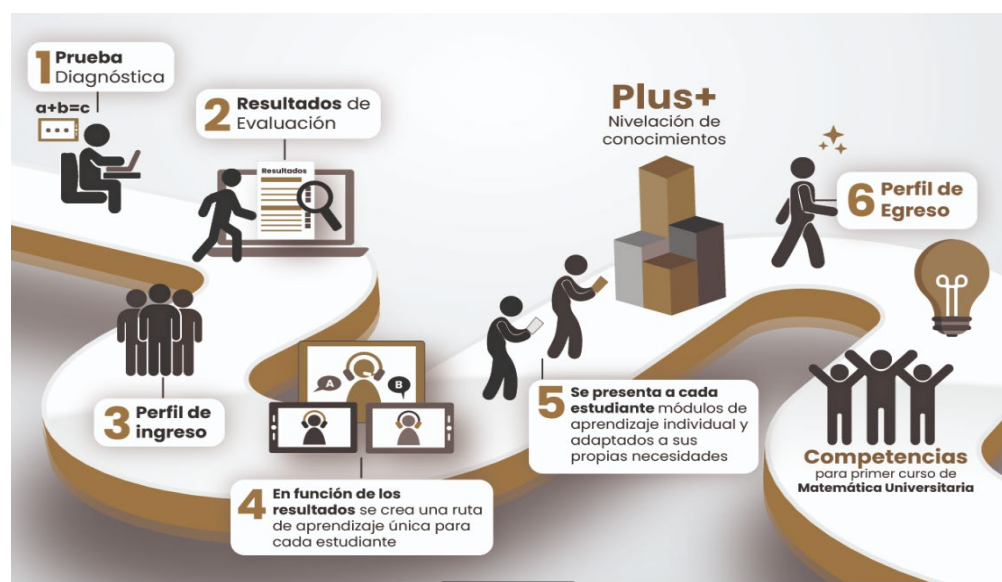 1 Prueba
Diagnóstica
a+b=c
2 Resultados de
Evaluación
Resultados
3 Perfil de
ingreso
A
B
4 En función de los
resultados se crea una ruta
de aprendizaje única para
cada estudiante
5 Se presenta a cada
estudiante módulos de
aprendizaje individual y
adaptados a sus
propias necesidades
Plus+
Nivelación de
conocimientos
6 Perfil de
Egreso
Competencias
para primer curso de
Matemática Universitaria